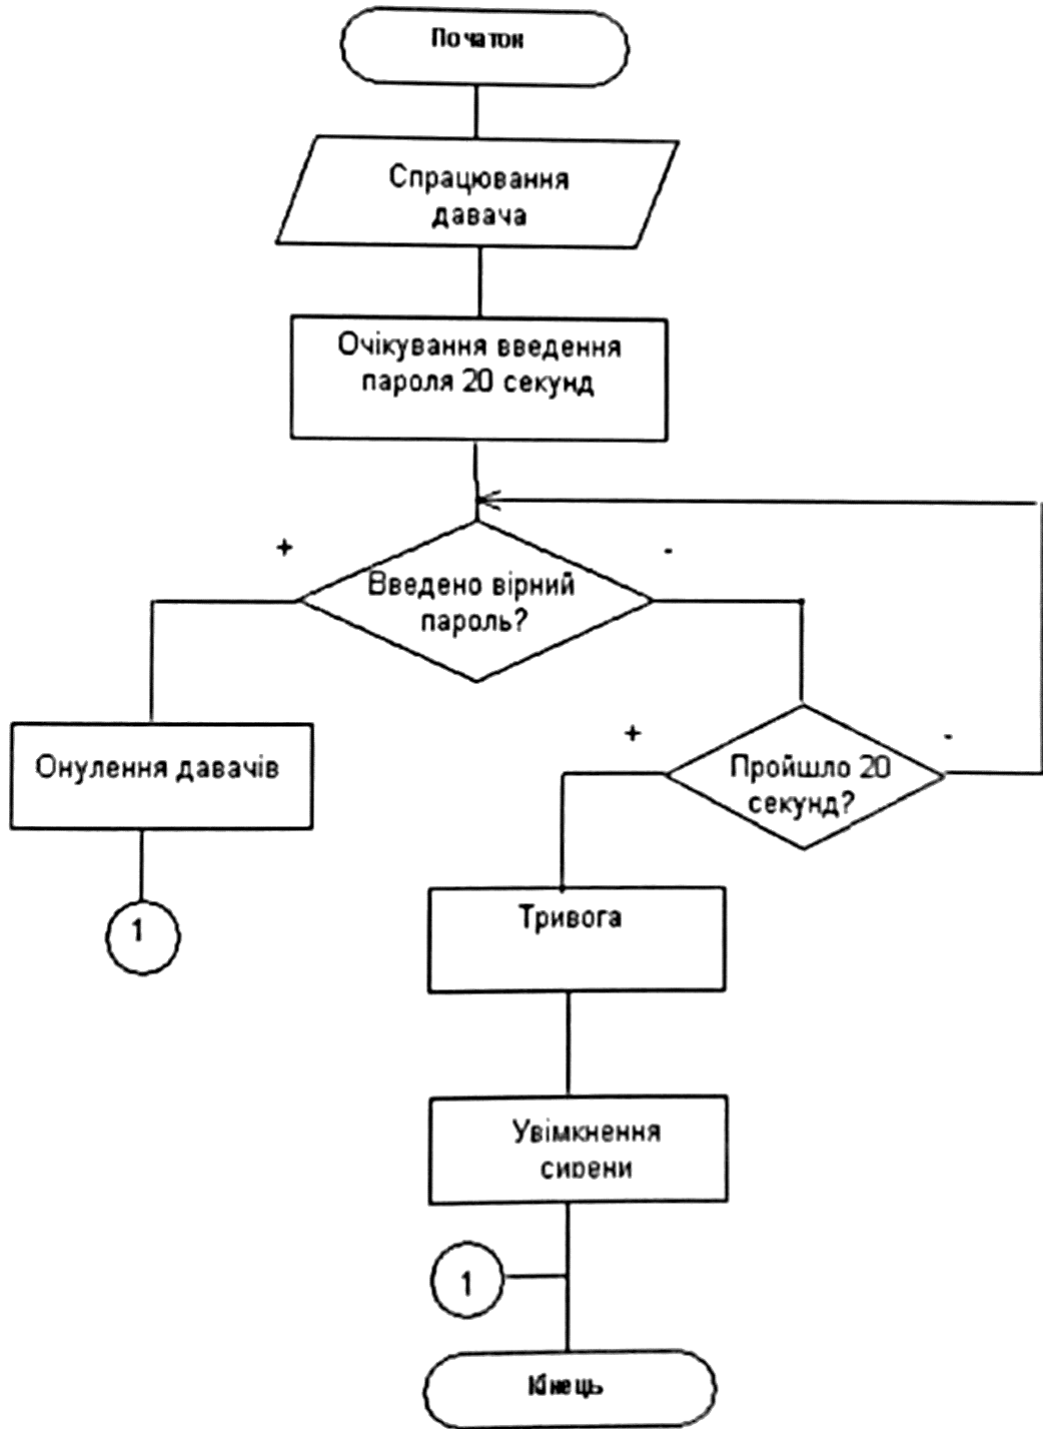 Початок
Спрацювання
давача
Очікування введення
пароля 20 секунд
+
-
Введено вірний
пароль?
+
-
Онулення давачів
Пройшло 20
секунд?
1
Тривога
Увімкнення
сирени
1
Кінець